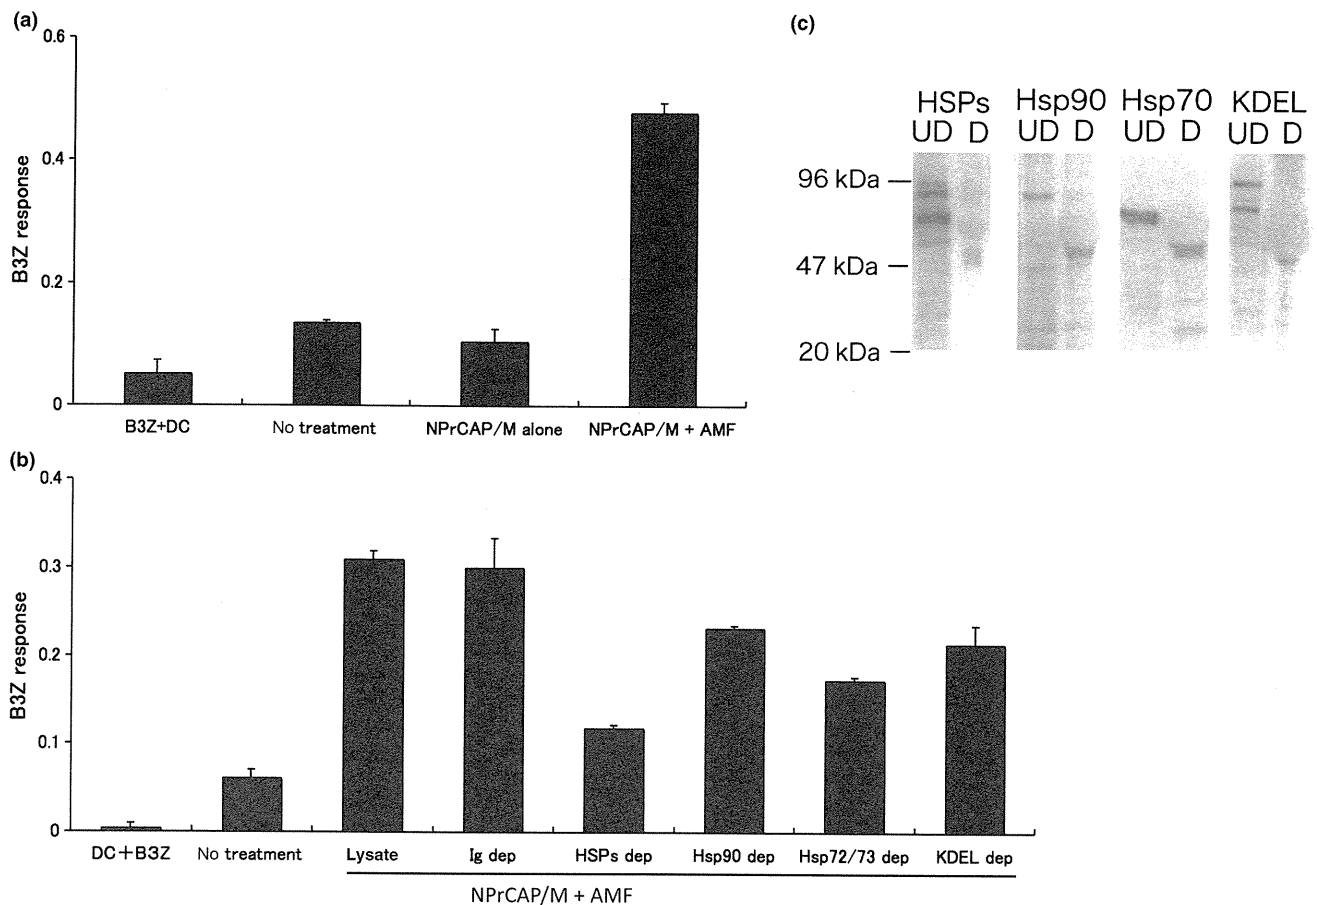 (a)
0.6
0.4
0.2
0
B3Z response
B3Z+DC
No treatment
NPrCAP/M alone
NPrCAP/M + AMF
(b)
0.4
0.3
0.2
0.1
0
B3Z response
DC+B3Z
No treatment
Lysate
Ig dep
HSPs dep
Hsp90 dep
Hsp72/73 dep
KDEL dep
NPrCAP/M + AMF
(c)
HSPs Hsp90 Hsp70 KDEL
UD D UD D UD D UD D
96 kDa
47 kDa
20 kDa